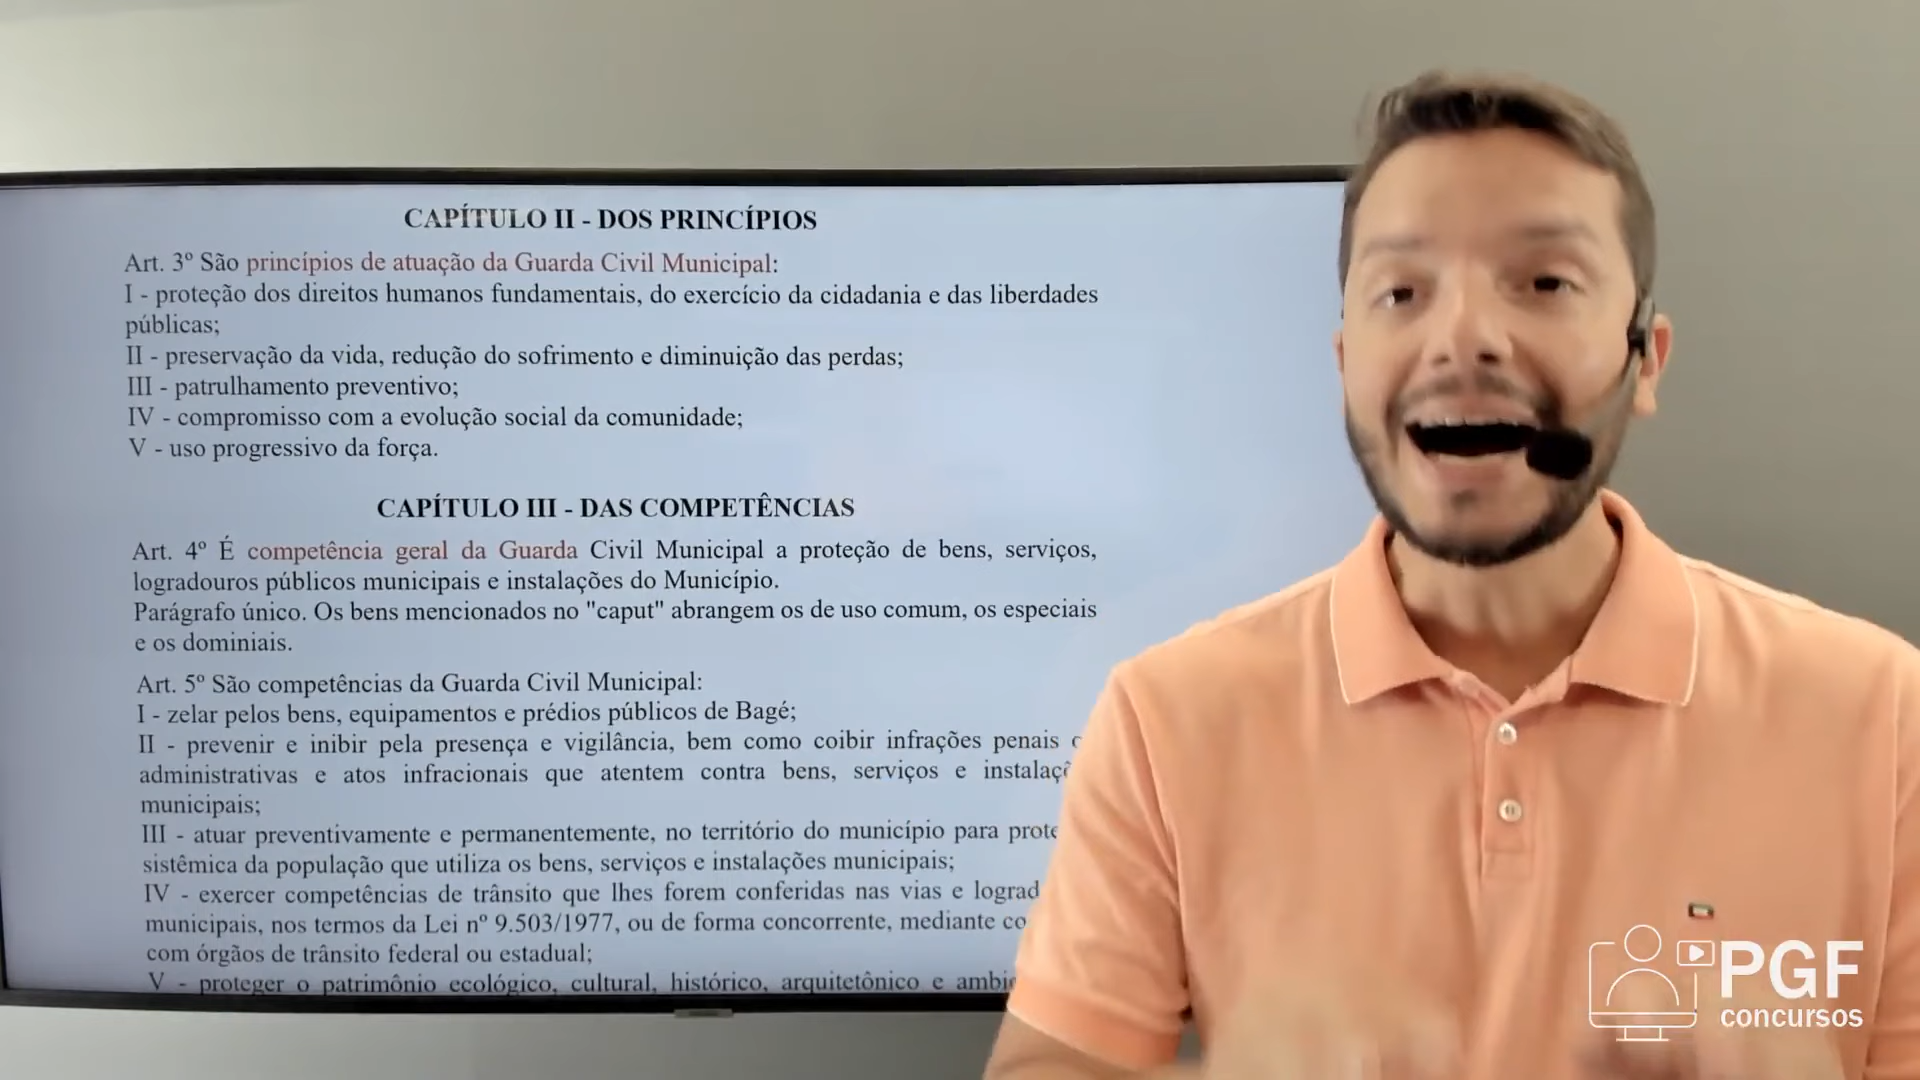 CAPÍTULO II - DOS PRINCÍPIOS
Art. 3º São princípios de atuação da Guarda Civil Municipal:
I - proteção dos direitos humanos fundamentais, do exercício da cidadania e das liberdades
públicas;
II - preservação da vida, redução do sofrimento e diminuição das perdas;
III - patrulhamento preventivo;
IV - compromisso com a evolução social da comunidade;
V - uso progressivo da força.
CAPÍTULO III - DAS COMPETÊNCIAS
Art. 4º É competência geral da Guarda Civil Municipal a proteção de bens, serviços,
logradouros públicos municipais e instalações do Município.
Parágrafo único. Os bens mencionados no "caput" abrangem os de uso comum, os especiais
e os dominiais.
Art. 5º São competências da Guarda Civil Municipal:
I - zelar pelos bens, equipamentos e prédios públicos de Bagé;
II - prevenir e inibir pela presença e vigilância, bem como coibir infrações penais
administrativas e atos infracionais que atentem contra bens, serviços e
municipais;
III - atuar preventivamente e permanentemente, no território do município para
sistêmica da população que utiliza os bens, serviços e instalações municipais;
IV - exercer competências de trânsito que lhes forem conferidas nas vias e
municipais, nos termos da Lei nº 9.503/1977, ou de forma concorrente, mediante
com órgãos de trânsito federal ou estadual;
V - proteger o patrimônio ecológico, cultural, histórico, arquitetônico e
PGF
concursos